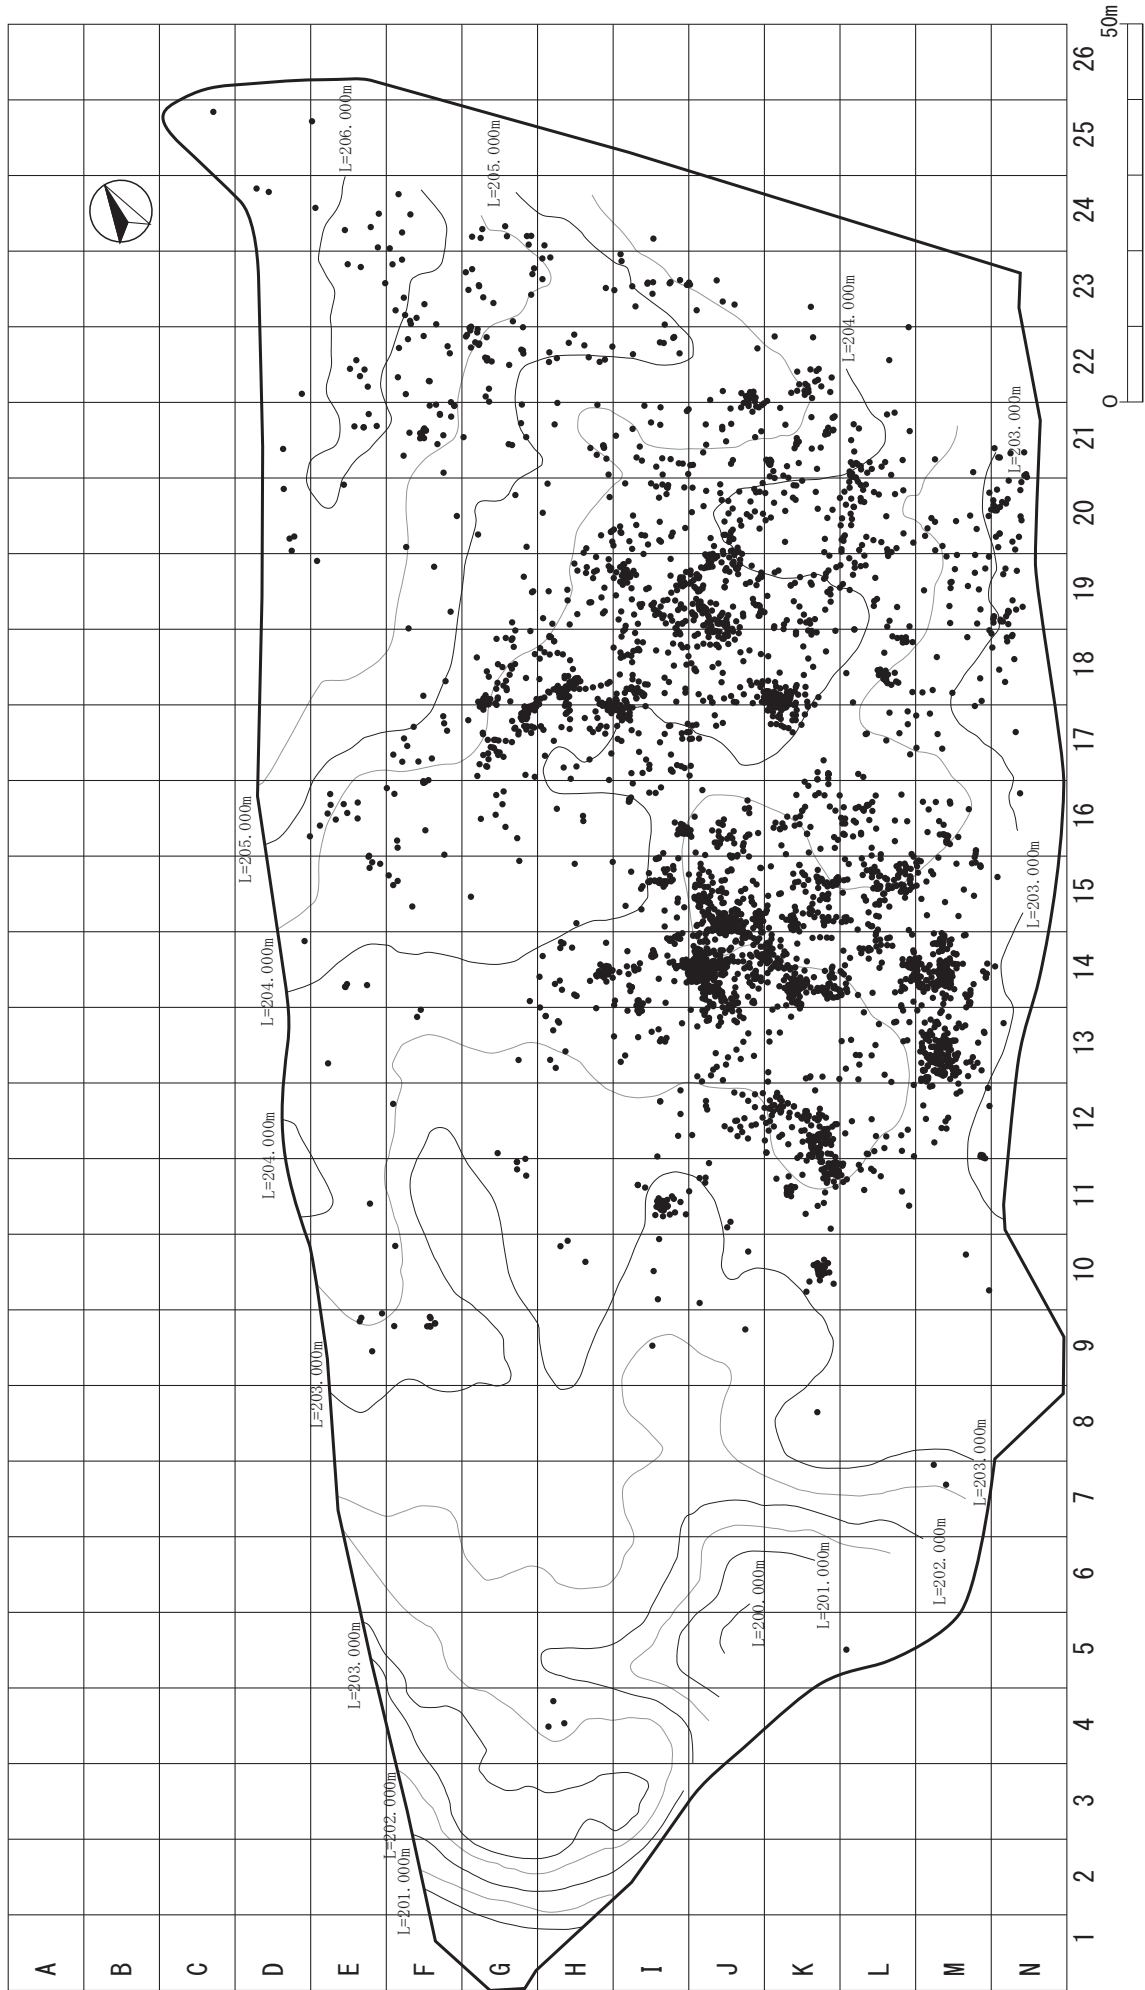 50m
0
26
25
24
23
22
21
20
19
18
17
16
15
14
13
12
11
10
9
8
7
6
5
4
3
2
1
A
B
C
D
E
F
G
H
I
J
K
L
M
N
L=206.000m
L=205.000m
L=204.000m
L=203.000m
L=205.000m
L=203.000m
L=204.000m
L=204.000m
L=203.000m
L=203.000m
L=202.000m
L=201.000m
L=200.000m
L=203.000m
L=202.000m
L=201.000m